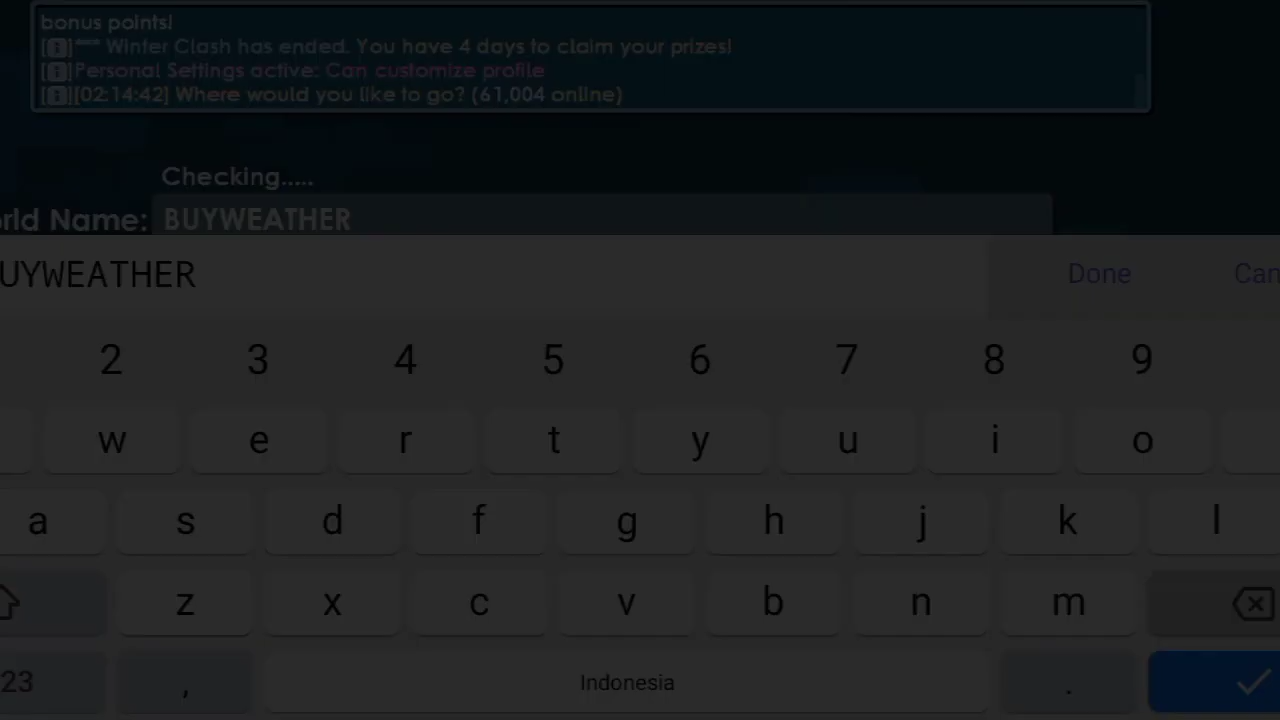 bonus points!
Winter Clash has ended. You have 4 days to claim your prizes!
Personal Settings active: Can customize profile
[02:14:42] Where would you like to go? (61,004 online)
Checking.....
rld Name: BUYWEATHER
UYWEATHER Done Can
2 3 4 5 6 7 8 9
w e r t y u i o
a s d f g h j k l
z x c v b n m
23 , Indonesia .